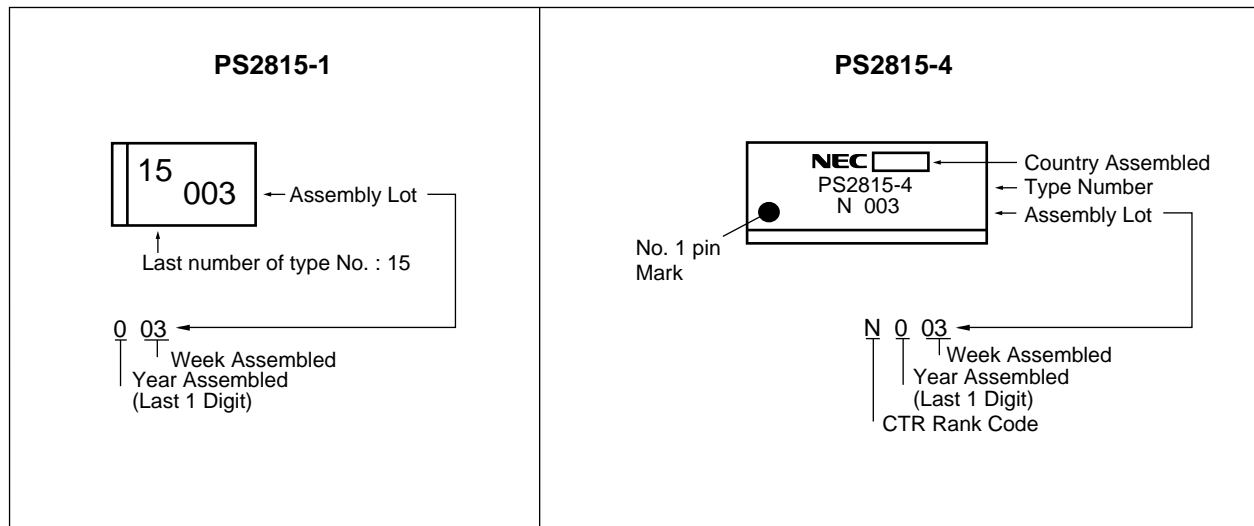 PS2815-1
15
003
Assembly Lot
Last number of type No. : 15
0 03
Week Assembled
Year Assembled
(Last 1 Digit)
PS2815-4
NEC
Country Assembled
PS2815-4
Type Number
N 003
Assembly Lot
No. 1 pin
Mark
N 0 03
Week Assembled
Year Assembled
(Last 1 Digit)
CTR Rank Code